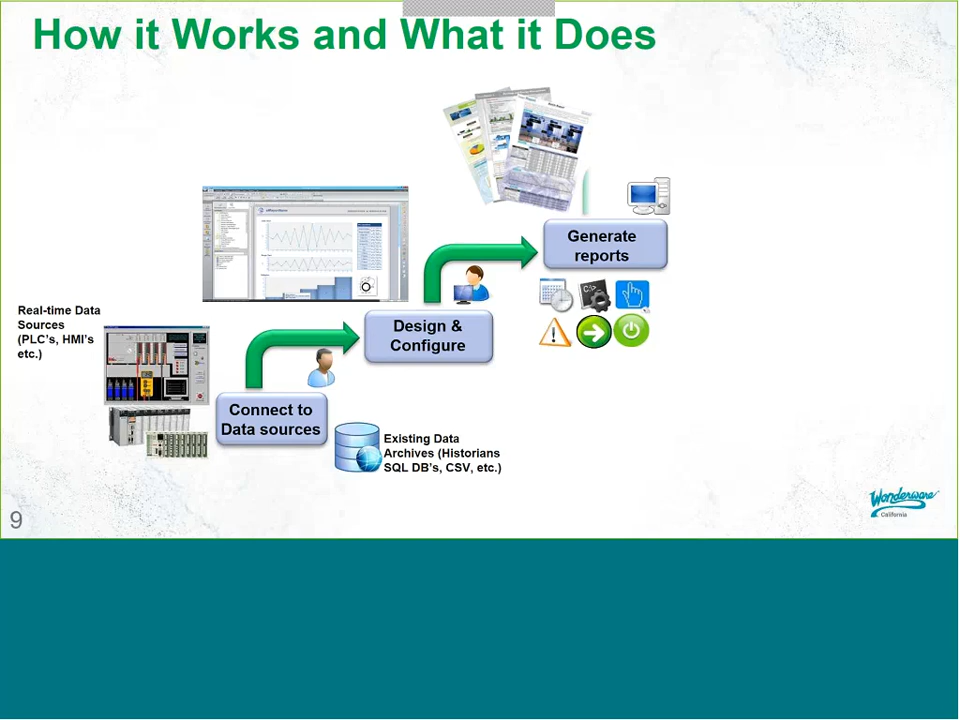 How it Works and What it Does
Generate
reports
Real-time Data
Sources
(PLC's, HMI's
etc.)
Design &
Configure
Connect to
Data sources
Existing Data
Archives (Historians
SQL DB's, CSV, etc.)
C:\>
Wonderware
California
9